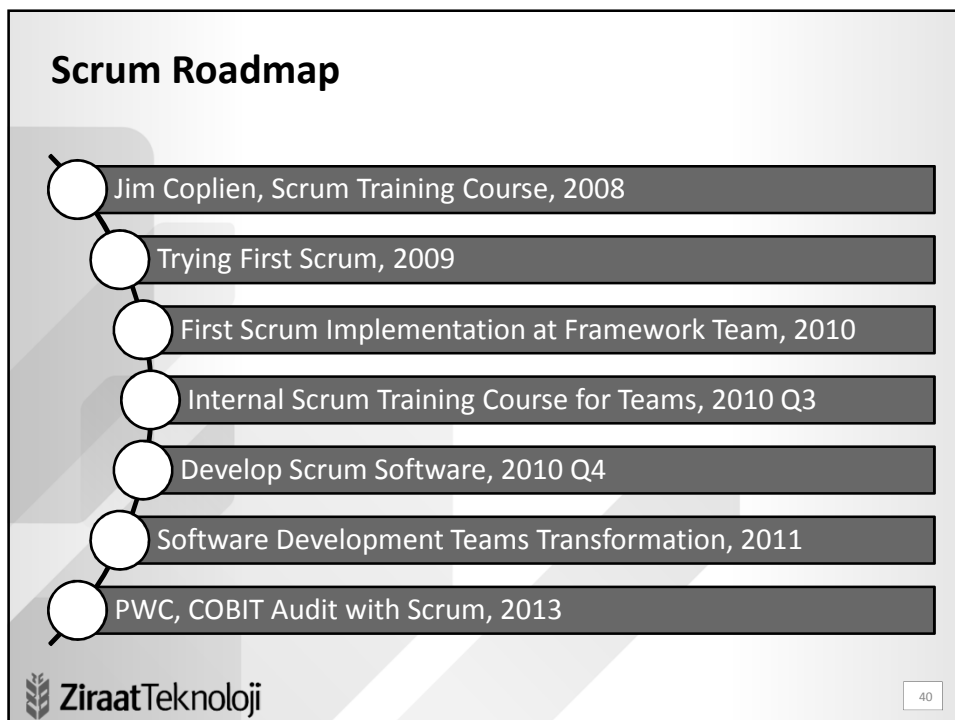 Scrum Roadmap
Jim Coplien, Scrum Training Course, 2008
Trying First Scrum, 2009
First Scrum Implementation at Framework Team, 2010
Internal Scrum Training Course for Teams, 2010 Q3
Develop Scrum Software, 2010 Q4
Software Development Teams Transformation, 2011
PWC, COBIT Audit with Scrum, 2013
ZiraatTeknoloji
40